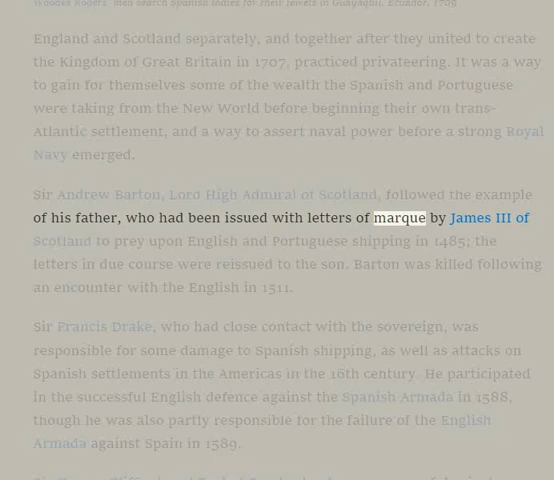 Woodes Rogers' men search Spanish ladies for their jewels in Guayaquil, Ecuador, 1709
England and Scotland separately, and together after they united to create
the Kingdom of Great Britain in 1707, practiced privateering. It was a way
to gain for themselves some of the wealth the Spanish and Portuguese
were taking from the New World before beginning their own trans-
Atlantic settlement, and a way to assert naval power before a strong Royal
Navy emerged.
Sir Andrew Barton, Lord High Admiral of Scotland, followed the example
of his father, who had been issued with letters of marque by James III of
Scotland to prey upon English and Portuguese shipping in 1485; the
letters in due course were reissued to the son. Barton was killed following
an encounter with the English in 1511.
Sir Francis Drake, who had close contact with the sovereign, was
responsible for some damage to Spanish shipping, as well as attacks on
Spanish settlements in the Americas in the 16th century. He participated
in the successful English defence against the Spanish Armada in 1588,
though he was also partly responsible for the failure of the English
Armada against Spain in 1589.